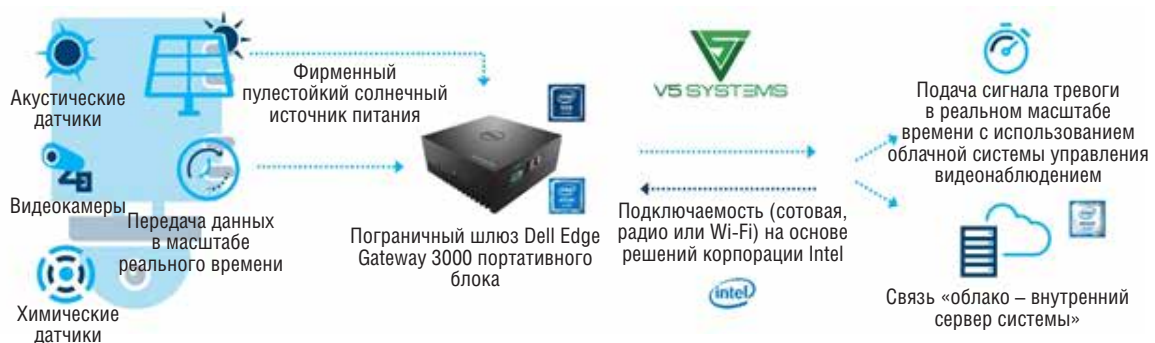 Акустические
датчики
Видеокамеры
Химические
датчики
Фирменный
пулестойкий солнечный
источник питания
Передача данных
в масштабе
реального времени
Пограничный шлюз Dell Edge
Gateway 3000 портативного
блока
V5 SYSTEMS
Подключаемость (сотовая,
радио или Wi-Fi) на основе
решений корпорации Intel
intel
Подача сигнала тревоги
в реальном масштабе
времени с использованием
облачной системы управления
видеонаблюдением
Связь «облако – внутренний
сервер системы»